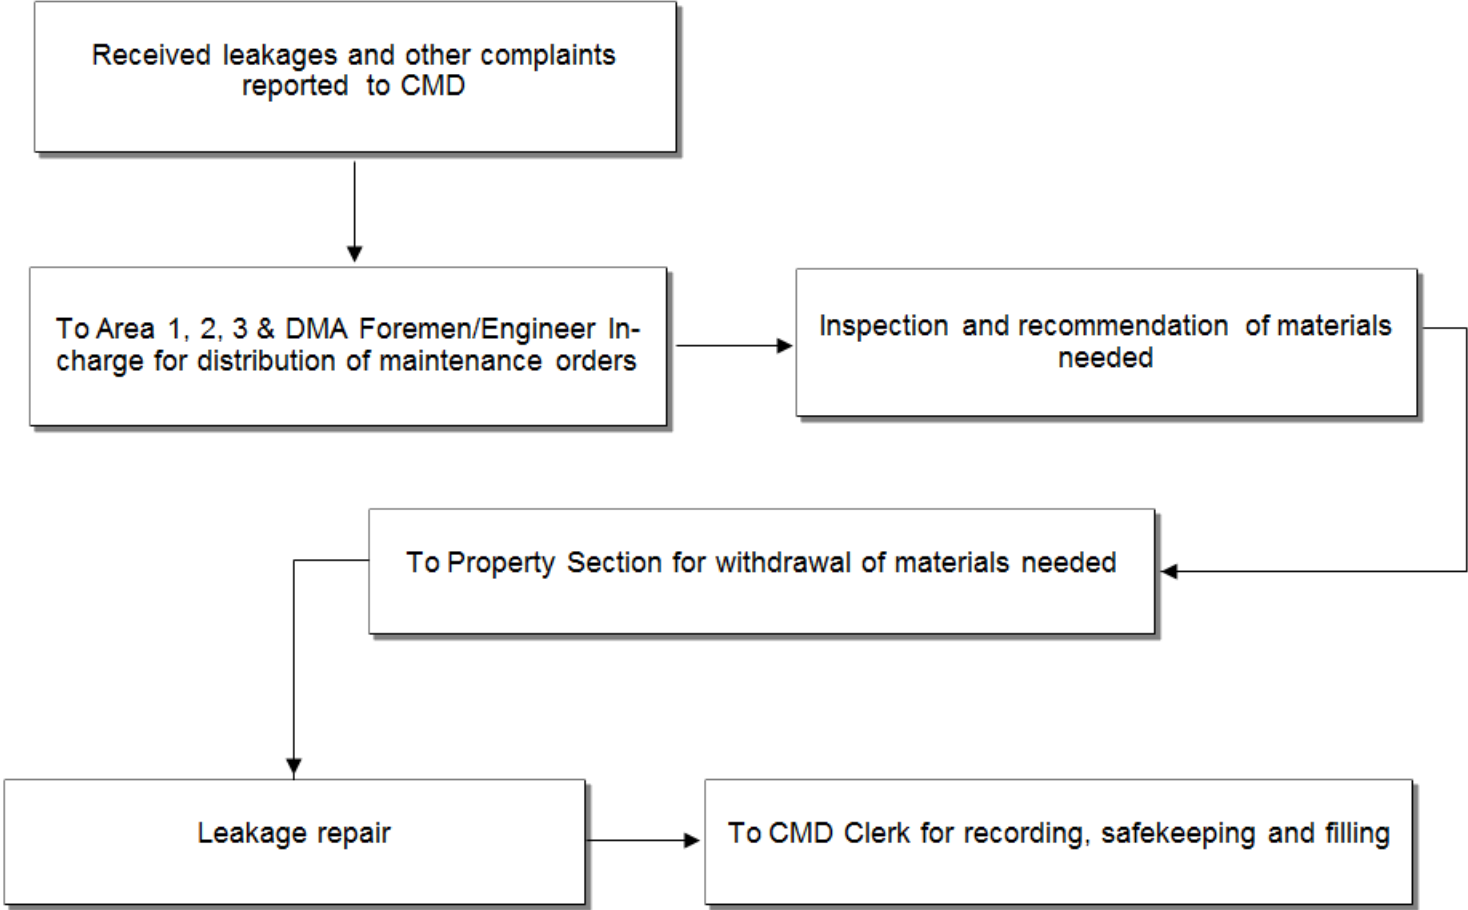 Received leakages and other complaints
reported to CMD
To Area 1, 2, 3 & DMA Foremen/Engineer In-
charge for distribution of maintenance orders
Inspection and recommendation of materials
needed
To Property Section for withdrawal of materials needed
Leakage repair
To CMD Clerk for recording, safekeeping and filling